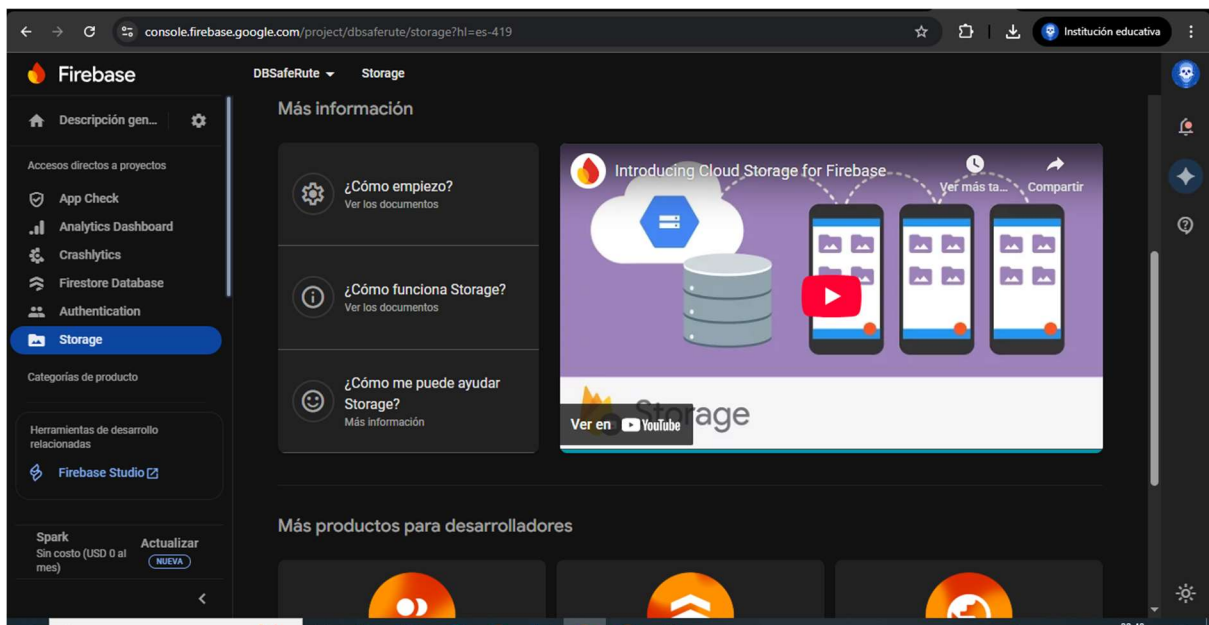 console.firebase.google.com/project/dbsaferute/storage?hl=es-419
Institución educativa
Firebase
DBSafeRute
Storage
Descripción gen...
Accesos directos a proyectos
App Check
Analytics Dashboard
Crashlytics
Firestore Database
Authentication
Storage
Categorías de producto
Herramientas de desarrollo
relacionadas
Firebase Studio
Spark
Sin costo (USD 0 al
mes)
Actualizar
NUEVA
Más información
¿Cómo empiezo?
Ver los documentos
¿Cómo funciona Storage?
Ver los documentos
¿Cómo me puede ayudar
Storage?
Más información
Introducing Cloud Storage for Firebase
Ver más ta...
Compartir
Storage
Ver en YouTube
Más productos para desarrolladores